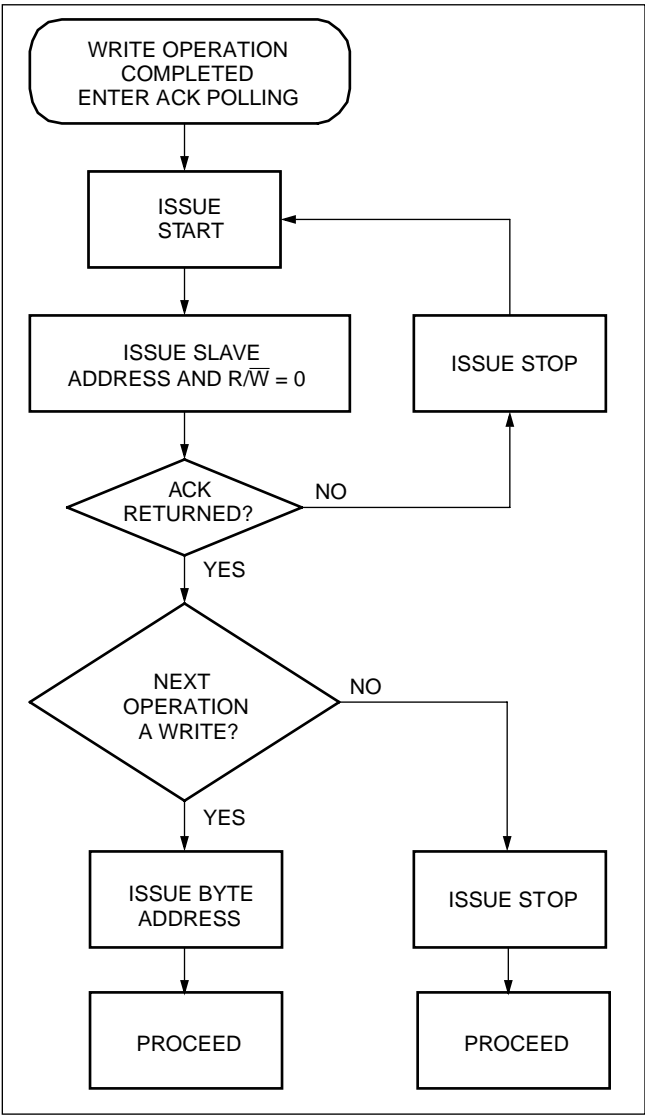 WRITE OPERATION
COMPLETED
ENTER ACK POLLING
ISSUE
START
ISSUE SLAVE
ADDRESS AND R/W̅ = 0
ISSUE STOP
ACK
RETURNED?
NO
YES
NEXT
OPERATION
A WRITE?
NO
YES
ISSUE BYTE
ADDRESS
ISSUE STOP
PROCEED
PROCEED